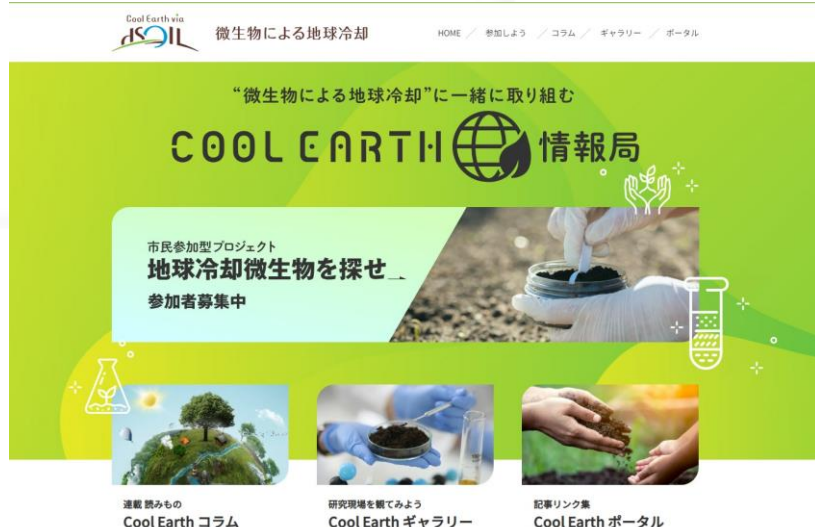 Cool Earth via
dSOIL
微生物による地球冷却
HOME ／ 参加しよう ／ コラム ／ ギャラリー ／ ポータル
“微生物による地球冷却”に一緒に取り組む
COOL EARTH 情報局
市民参加型プロジェクト
地球冷却微生物を探せ
参加者募集中
連載 読みもの
Cool Earth コラム
研究現場を観てみよう
Cool Earth ギャラリー
記事リンク集
Cool Earth ポータル